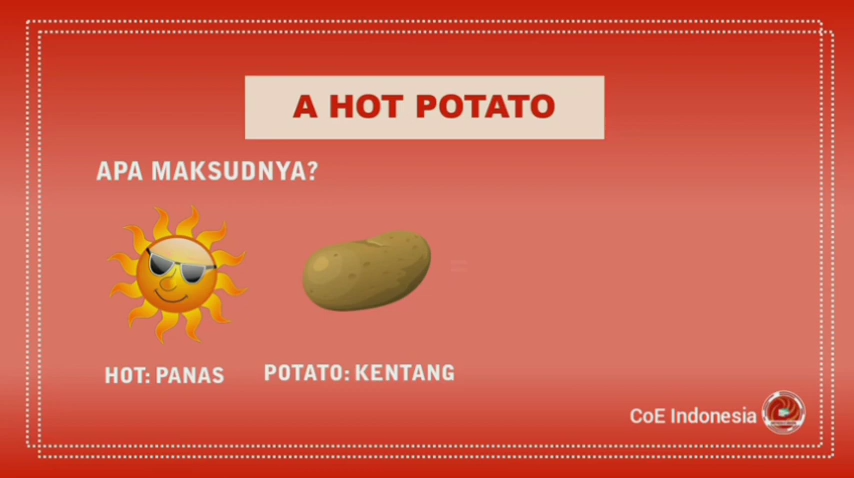 A HOT POTATO
APA MAKSUDNYA?
HOT: PANAS
POTATO: KENTANG
CoE Indonesia